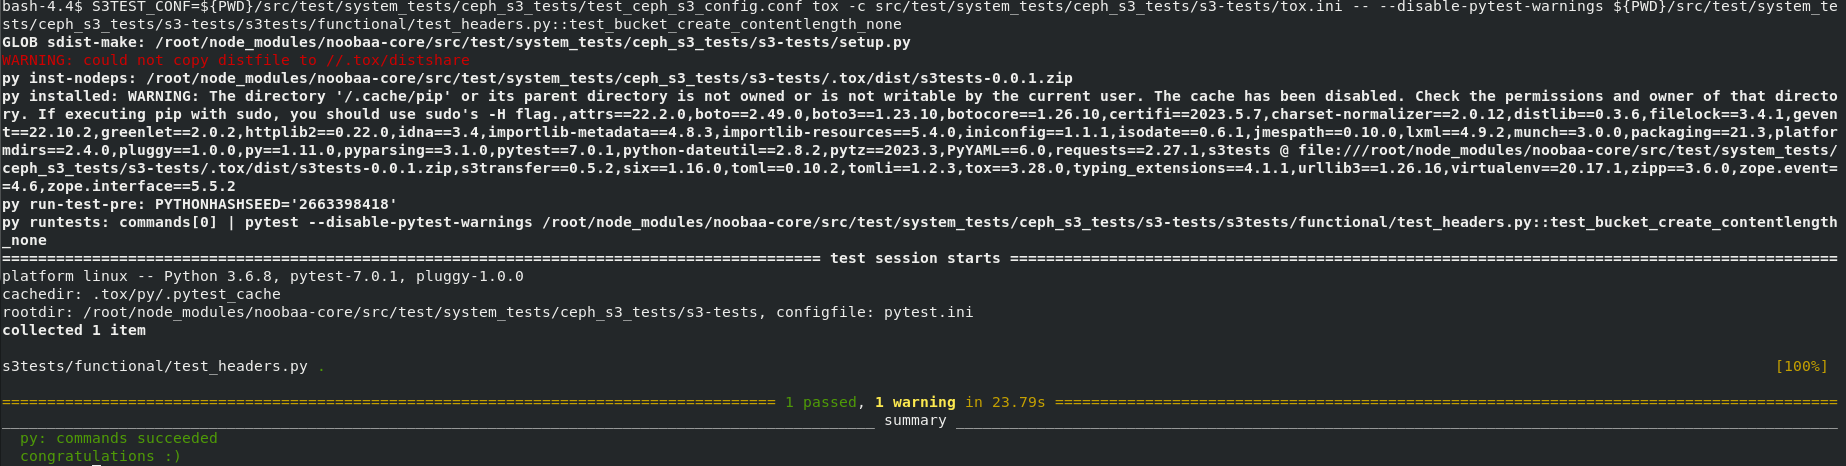 bash-4.4$ S3TEST_CONF=${PWD}/src/test/system_tests/ceph_s3_tests/test_ceph_s3_config.conf tox -c src/test/system_tests/ceph_s3_tests/s3-tests/tox.ini -- --disable-pytest-warnings ${PWD}/src/test/system_te
sts/ceph_s3_tests/s3-tests/s3tests/functional/test_headers.py::test_bucket_create_contentlength_none
GLOB sdist-make: /root/node_modules/noobaa-core/src/test/system_tests/ceph_s3_tests/s3-tests/setup.py
WARNING: could not copy distfile to //.tox/distshare
py inst-nodeps: /root/node_modules/noobaa-core/src/test/system_tests/ceph_s3_tests/s3-tests/.tox/dist/s3tests-0.0.1.zip
py installed: WARNING: The directory '/.cache/pip' or its parent directory is not owned or is not writable by the current user. The cache has been disabled. Check the permissions and owner of that directo
ry. If executing pip with sudo, you should use sudo's -H flag.,attrs==22.2.0,boto==2.49.0,boto3==1.23.10,botocore==1.26.10,certifi==2023.5.7,charset-normalizer==2.0.12,distlib==0.3.6,filelock==3.4.1,geven
t==22.10.2,greenlet==2.0.2,httplib2==0.22.0,idna==3.4,importlib-metadata==4.8.3,importlib-resources==5.4.0,iniconfig==1.1.1,isodate==0.6.1,jmespath==0.10.0,lxml==4.9.2,munch==3.0.0,packaging==21.3,platfor
mdirs==2.4.0,pluggy==1.0.0,py==1.11.0,pyparsing==3.1.0,pytest==7.0.1,python-dateutil==2.8.2,pytz==2023.3,PyYAML==6.0,requests==2.27.1,s3tests @ file:///root/node_modules/noobaa-core/src/test/system_tests/
ceph_s3_tests/s3-tests/.tox/dist/s3tests-0.0.1.zip,s3transfer==0.5.2,six==1.16.0,toml==0.10.2,tomli==1.2.3,tox==3.28.0,typing_extensions==4.1.1,urllib3==1.26.16,virtualenv==20.17.1,zipp==3.6.0,zope.event=
=4.6,zope.interface==5.5.2
py run-test-pre: PYTHONHASHSEED='2663398418'
py runtests: commands[0] | pytest --disable-pytest-warnings /root/node_modules/noobaa-core/src/test/system_tests/ceph_s3_tests/s3-tests/s3tests/functional/test_headers.py::test_bucket_create_contentlength
_none
=========================================================================================== test session starts ============================================================================================
platform linux -- Python 3.6.8, pytest-7.0.1, pluggy-1.0.0
cachedir: .tox/py/.pytest_cache
rootdir: /root/node_modules/noobaa-core/src/test/system_tests/ceph_s3_tests/s3-tests, configfile: pytest.ini
collected 1 item
s3tests/functional/test_headers.py . [100%]
====================================================================================== 1 passed, 1 warning in 23.79s =======================================================================================
_________________________________________________________________________________________________ summary __________________________________________________________________________________________________
py: commands succeeded
congratulations :)